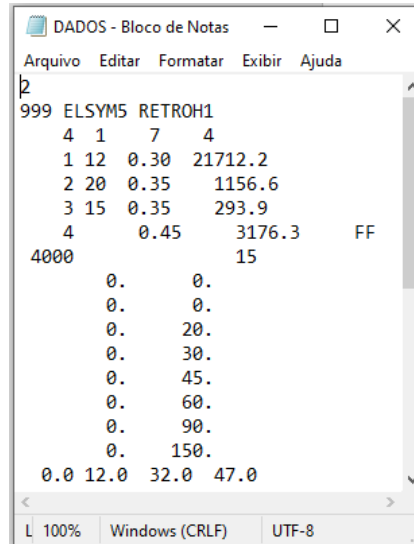 DADOS - Bloco de Notas
Arquivo Editar Formatar Exibir Ajuda
2
999 ELSYM5 RETROH1
4 1 7 4
1 12 0.30 21712.2
2 20 0.35 1156.6
3 15 0.35 293.9
4 0.45 3176.3 FF
4000 15
0. 0.
0. 0.
0. 20.
0. 30.
0. 45.
0. 60.
0. 90.
0. 150.
0.0 12.0 32.0 47.0
L 100% Windows (CRLF) UTF-8